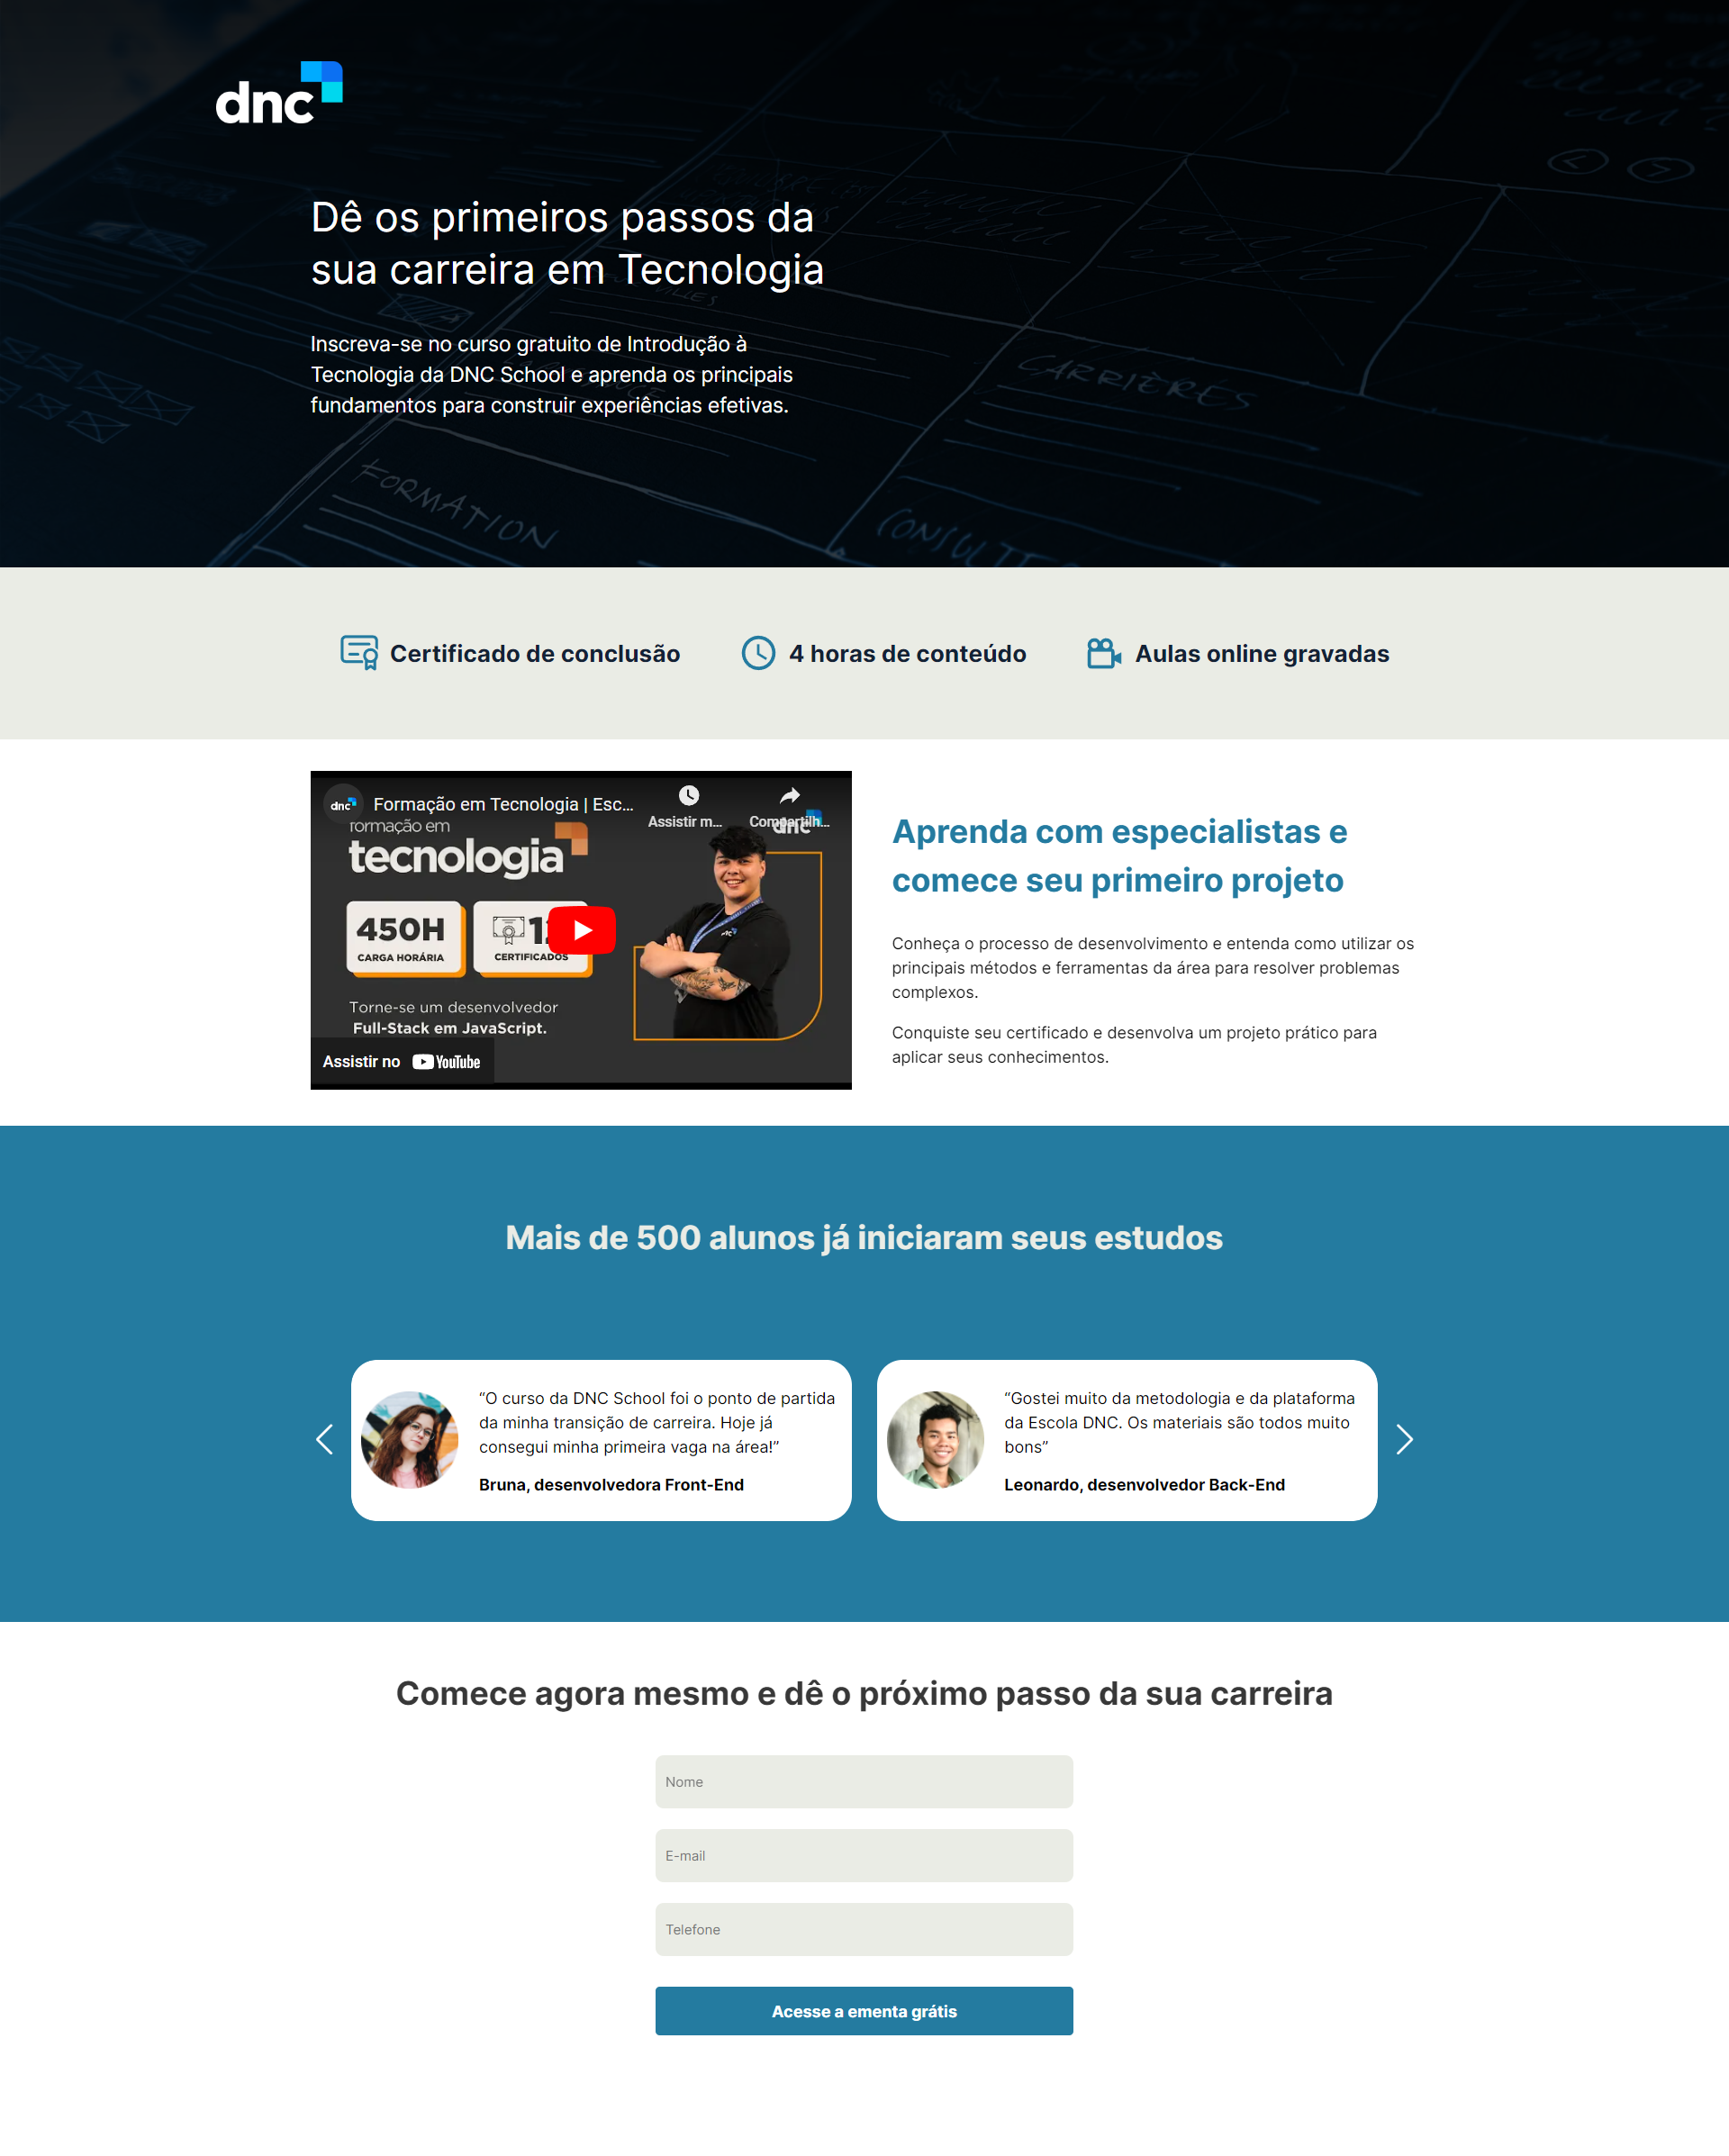 dnc
Dê os primeiros passos da
sua carreira em Tecnologia
Inscreva-se no curso gratuito de Introdução à
Tecnologia da DNC School e aprenda os principais
fundamentos para construir experiências efetivas.
CARRIÈRES
FORMATION
Certificado de conclusão
4 horas de conteúdo
Aulas online gravadas
dnc
Formação em Tecnologia | Esc...
Assistir m...
Compartilh...
dnc
formação em
tecnologia
450H
CARGA HORÁRIA
CERTIFICADOS
Torne-se um desenvolvedor
Full-Stack em JavaScript.
Assistir no YouTube
Aprenda com especialistas e
comece seu primeiro projeto
Conheça o processo de desenvolvimento e entenda como utilizar os
principais métodos e ferramentas da área para resolver problemas
complexos.
Conquiste seu certificado e desenvolva um projeto prático para
aplicar seus conhecimentos.
Mais de 500 alunos já iniciaram seus estudos
“O curso da DNC School foi o ponto de partida
da minha transição de carreira. Hoje já
consegui minha primeira vaga na área!”
Bruna, desenvolvedora Front-End
“Gostei muito da metodologia e da plataforma
da Escola DNC. Os materiais são todos muito
bons”
Leonardo, desenvolvedor Back-End
Comece agora mesmo e dê o próximo passo da sua carreira
Nome
E-mail
Telefone
Acesse a ementa grátis